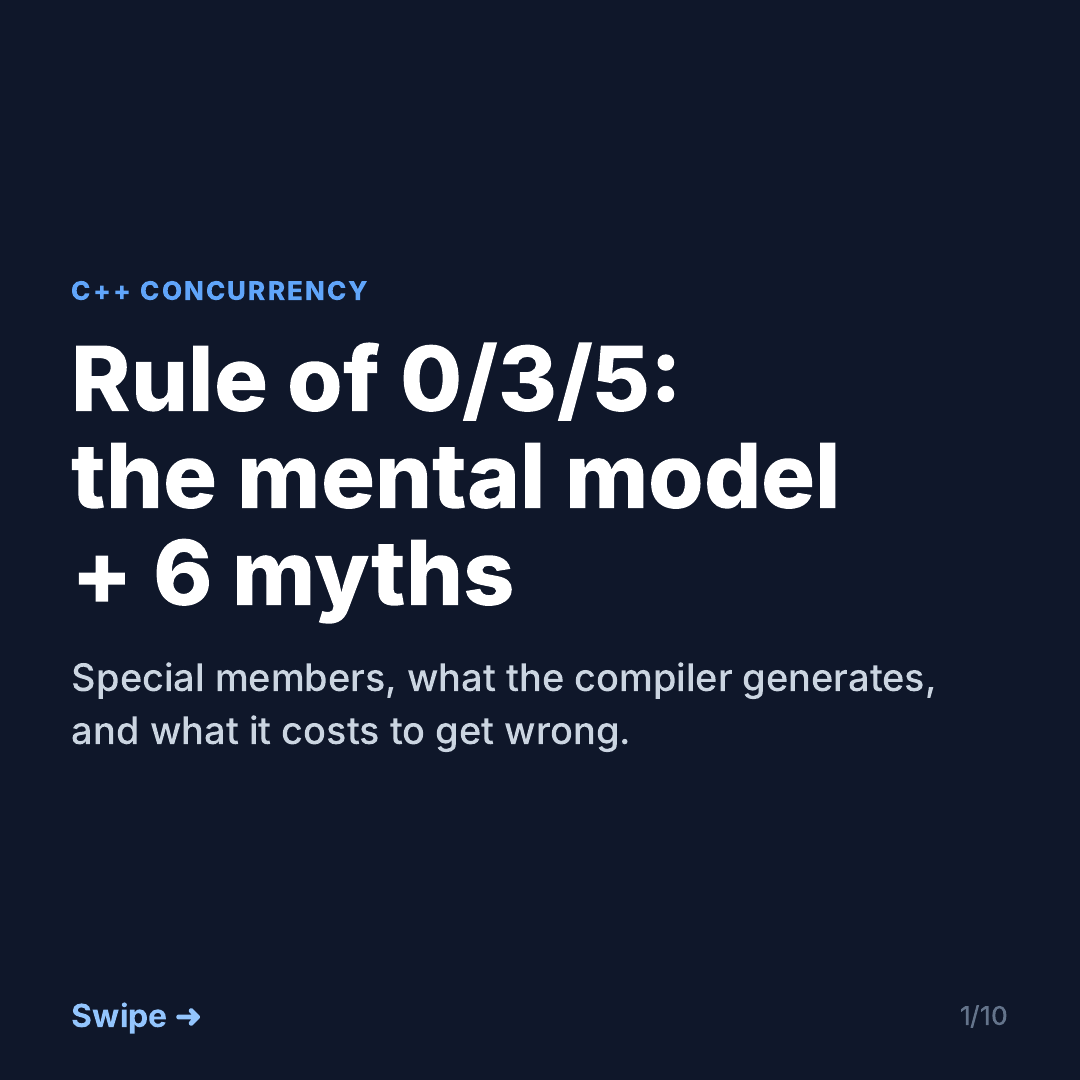 C++ CONCURRENCY
Rule of 0/3/5:
the mental model
+ 6 myths
Special members, what the compiler generates,
and what it costs to get wrong.
Swipe ➜
1/10